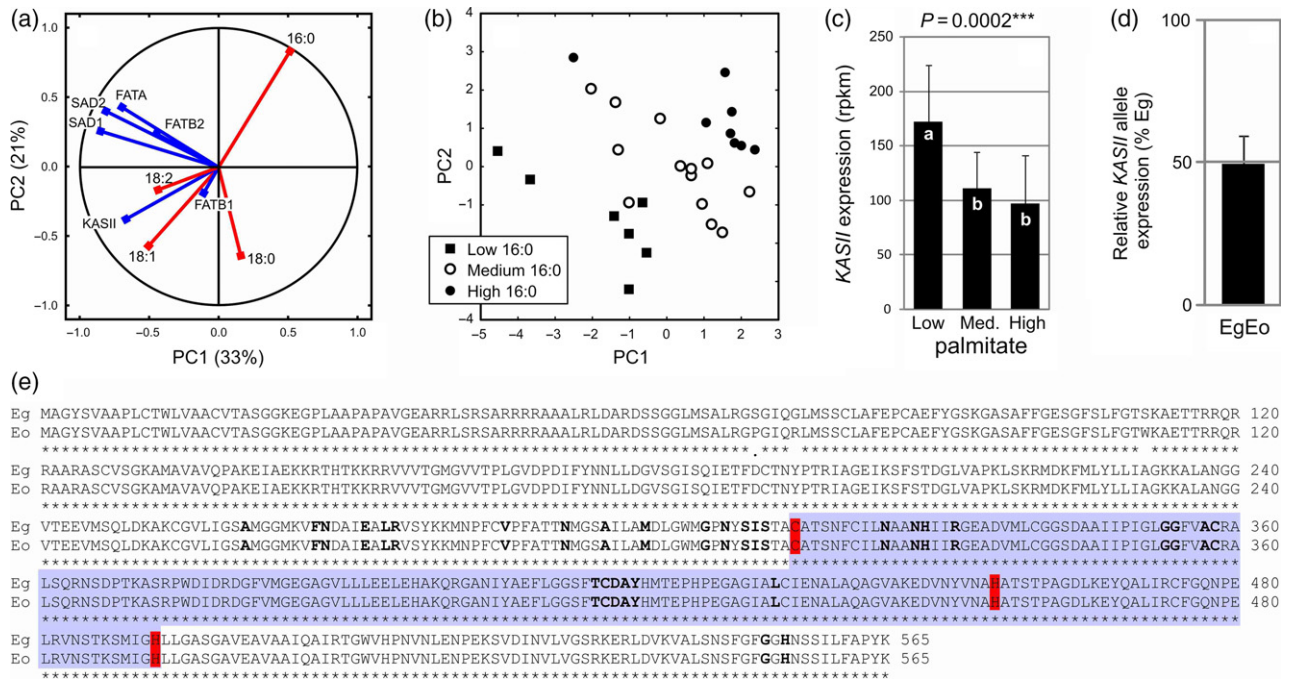 (a)
1.0
0.5
0.0
−0.5
−1.0
PC2 (21%)
16:0
FATA
SAD2
SAD1
FATB2
18:2
FATB1
KASII
18:1
18:0
−1.0 −0.5 0.0 0.5 1.0
PC1 (33%)
(b)
4
3
2
1
0
−1
−2
−3
−4
PC2
Low 16:0
Medium 16:0
High 16:0
−5 −4 −3 −2 −1 0 1 2 3
PC1
(c)
P = 0.0002***
250
200
150
100
50
0
KASII expression (rpkm)
a
b
b
Low Med. High
palmitate
(d)
100
50
0
Relative KASII allele
expression (% Eg)
EgEo
(e)
Eg MAGYSVAAPLCTWLVAACVTASGGKEGPLAAPAPAVGEARRLSRSARRRRAAALRLDARDSSGGLMSALRGSGIQGLMSSCLAFEPCAEFYGSKGASAFFGESGFSLFGTSKAETTRRQR 120
Eo MAGYSVAAPLCTWLVAACVTASGGKEGPLAAPAPAVGEARRLSRSARRRRAAALRLDARDSSGGLMSALRGPGIQRLMSSCLAFEPCAEFYGSKGASAFFGESGFSLFGTWKAETTRRQR 120
Eg RAARASCVSGKAMAVAVQPAKEIAEKKRTHTKKRRVVVTGMGVVTPLGVDPDIFYNNLLDGVSGISQIETFDCTNYPTRIAGEIKSFSTDGLVAPKLSKRMDKFMLYLLIAGKKALANGG 240
Eo RAARASCVSGKAMAVAVQPAKEIAEKKRTHTKKRRVVVTGMGVVTPLGVDPDIFYNNLLDGVSGISQIETFDCTNYPTRIAGEIKSFSTDGLVAPKLSKRMDKFMLYLLIAGKKALANGG 240
Eg VTEEVMSQLDKAKCGVLIGSAMGGMKVFNDAIEALRVSYKKMNPFCVPFATTNMGSAILAMDLGWMGPNYSISTACATSNFCILNAANHIIRGEADVMLCGGSDAAIIPIGLGGFVACRA 360
Eo VTEEVMSQLDKAKCGVLIGSAMGGMKVFNDAIEALRVSYKKMNPFCVPFATTNMGSAILAMDLGWMGPNYSISTACATSNFCILNAANHIIRGEADVMLCGGSDAAIIPIGLGGFVACRA 360
Eg LSQRNSDPTKASRPWDIDRDGFVMGEGAGVLLLEELEHAKQRGANIYAEFLGGSFTCDAYHMTEPHPEGAGIALCIENALAQAGVAKEDVNYVNAHATSTPAGDLKEYQALIRCFGQNPE 480
Eo LSQRNSDPTKASRPWDIDRDGFVMGEGAGVLLLEELEHAKQRGANIYAEFLGGSFTCDAYHMTEPHPEGAGIALCIENALAQAGVAKEDVNYVNAHATSTPAGDLKEYQALIRCFGQNPE 480
Eg LRVNSTKSMIGHLLGASGAVEAVAAIQAIRTGWVHPNVNLENPEKSVDINVLVGSRKERLDVKVALSNSFGFGGHNSSILFAPYK 565
Eo LRVNSTKSMIGHLLGASGAVEAVAAIQAIRTGWVHPNVNLENPEKSVDINVLVGSRKERLDVKVALSNSFGFGGHNSSILFAPYK 565